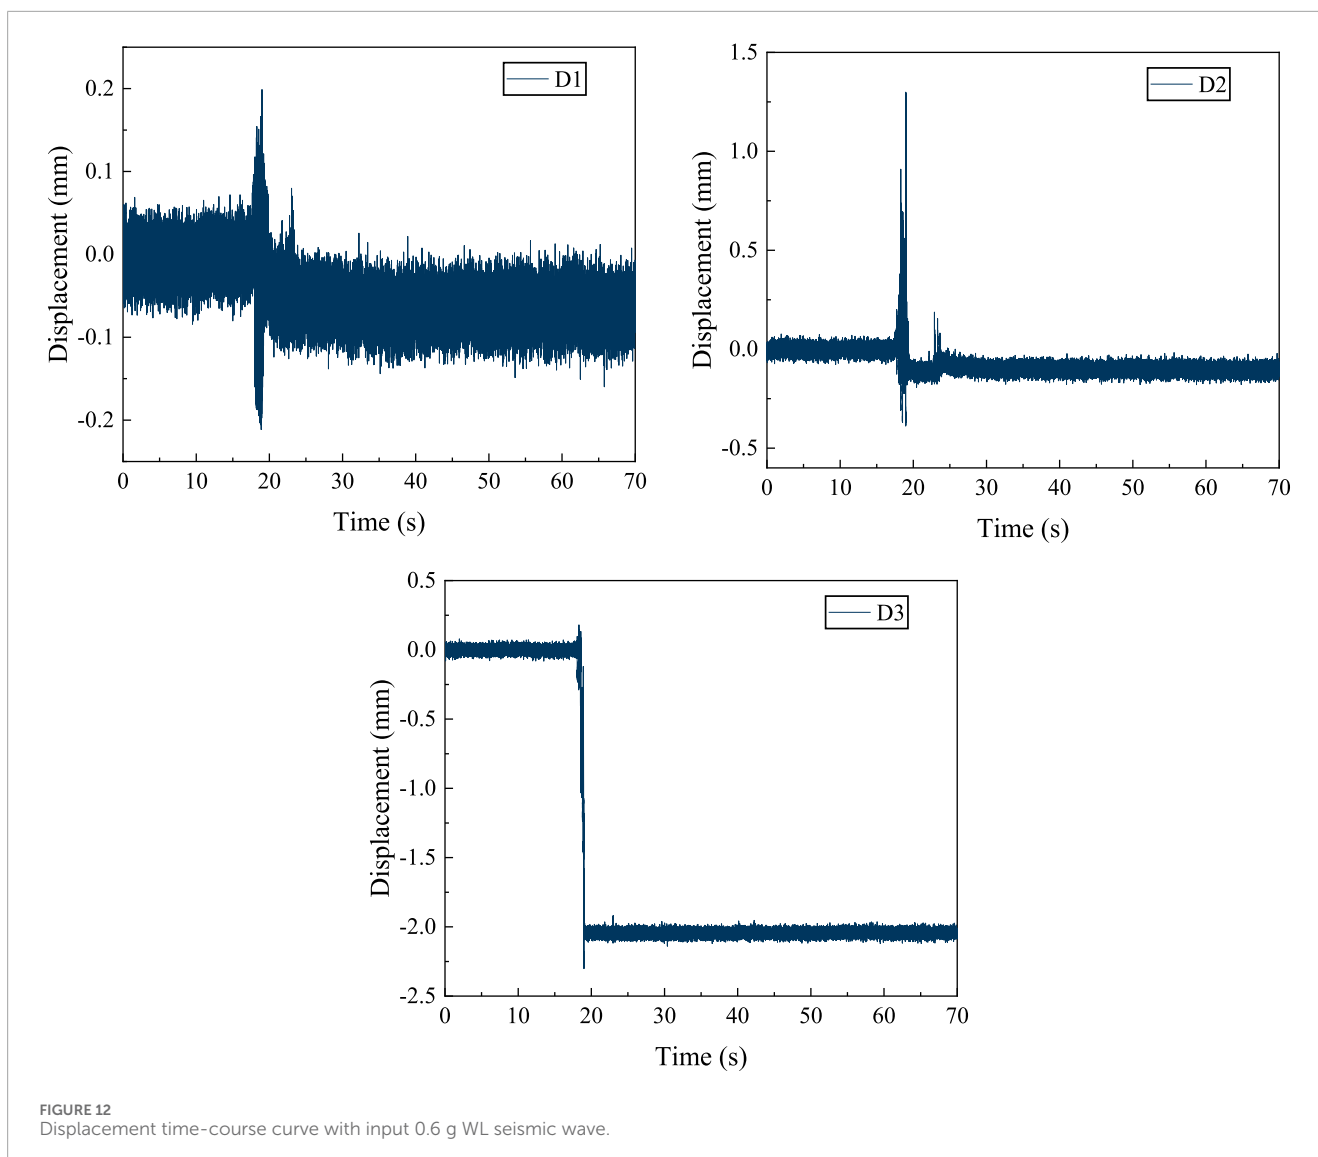 D1
Displacement (mm)
0.2
0.1
0.0
-0.1
-0.2
0 10 20 30 40 50 60 70
Time (s)
D2
Displacement (mm)
1.5
1.0
0.5
0.0
-0.5
0 10 20 30 40 50 60 70
Time (s)
D3
Displacement (mm)
0.5
0.0
-0.5
-1.0
-1.5
-2.0
-2.5
0 10 20 30 40 50 60 70
Time (s)
FIGURE 12
Displacement time-course curve with input 0.6 g WL seismic wave.